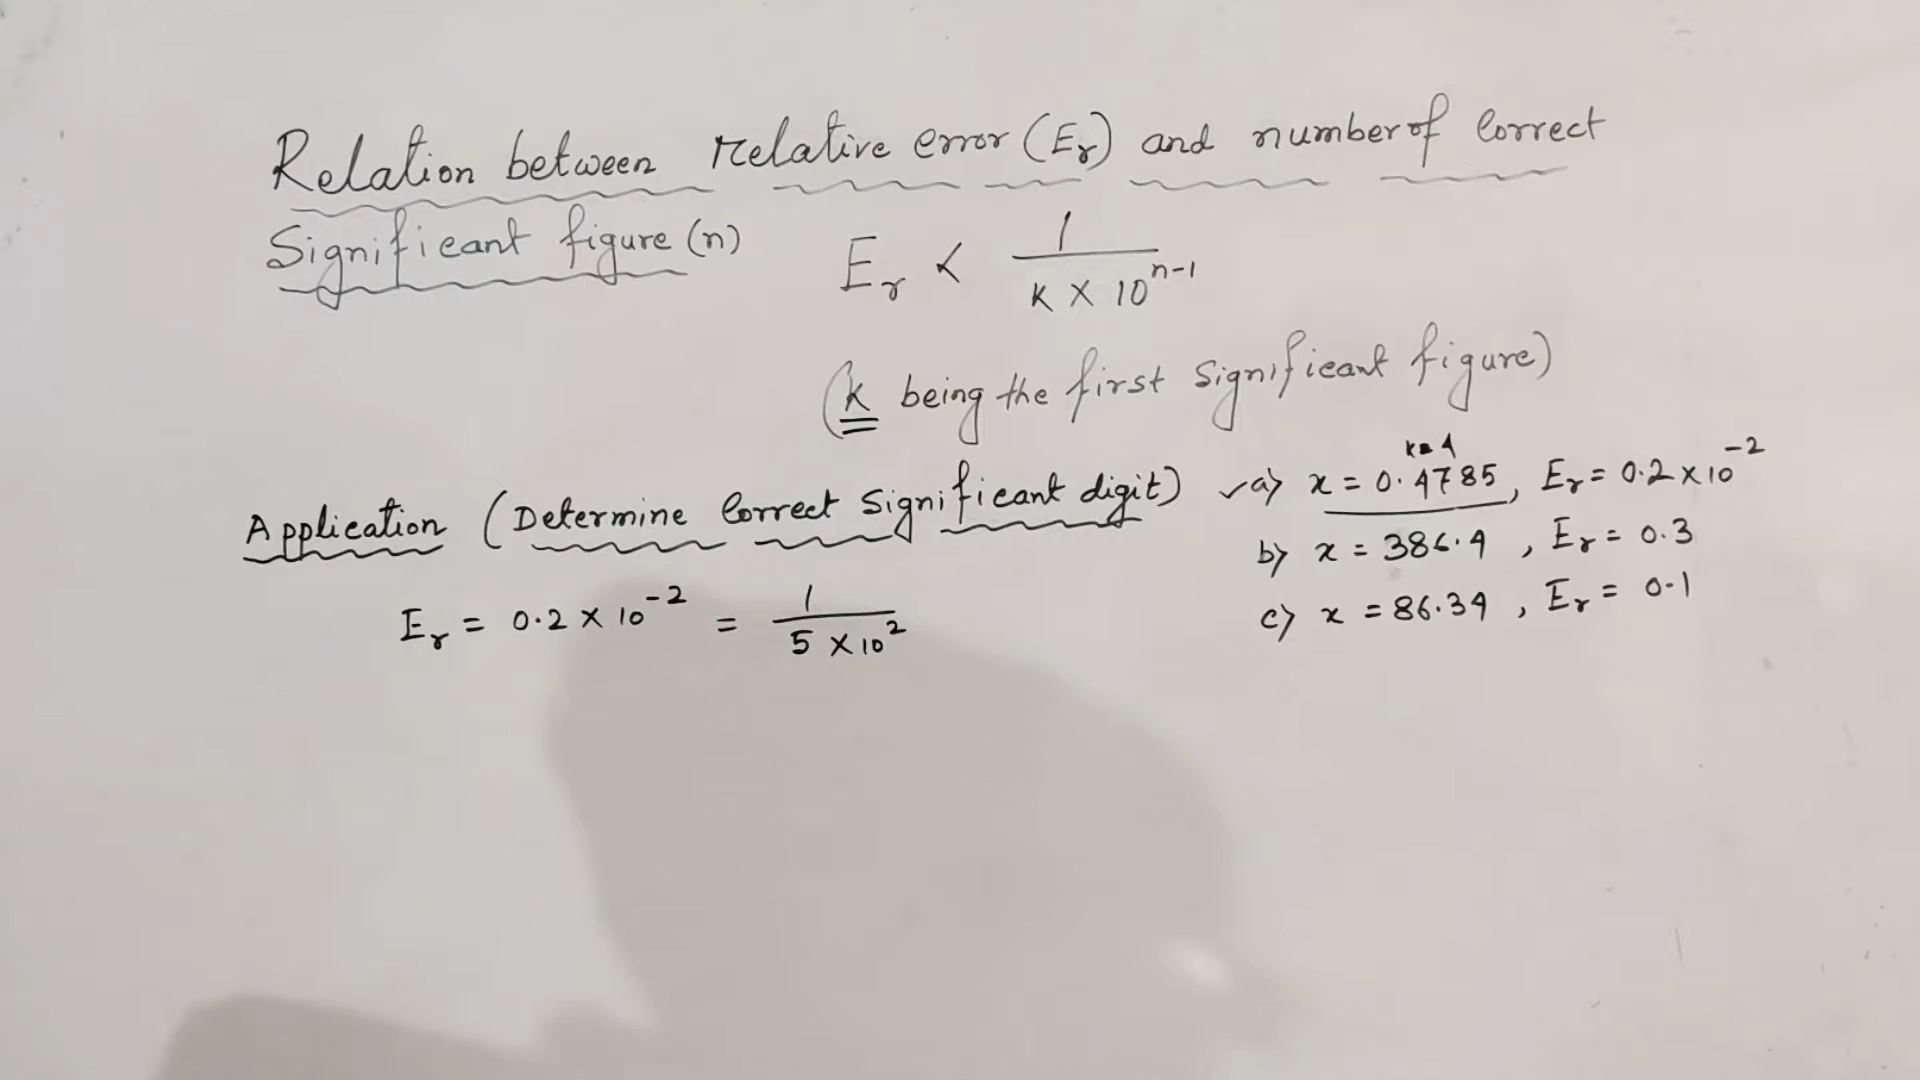 Relation between relative error (Er) and number of correct
Significant figure (n)
Er < 1 / K × 10^n-1
(K being the first significant figure)
K = 4
Application (Determine Correct Significant digit) ✓a) x = 0.4785, Er = 0.2 × 10^-2
b) x = 386.4 , Er = 0.3
c) x = 86.34 , Er = 0.1
Er = 0.2 × 10^-2 = 1 / 5 × 10^2